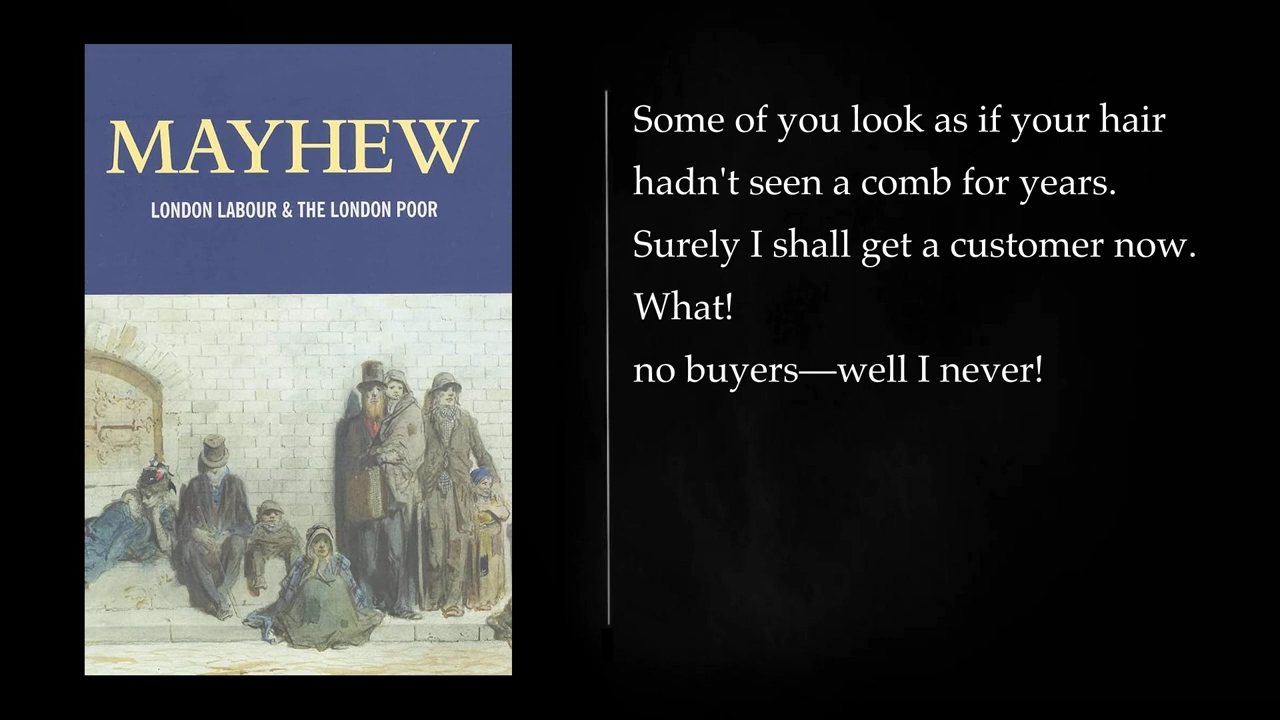 MAYHEW
LONDON LABOUR & THE LONDON POOR
Some of you look as if your hair
hadn't seen a comb for years.
Surely I shall get a customer now.
What!
no buyers—well I never!